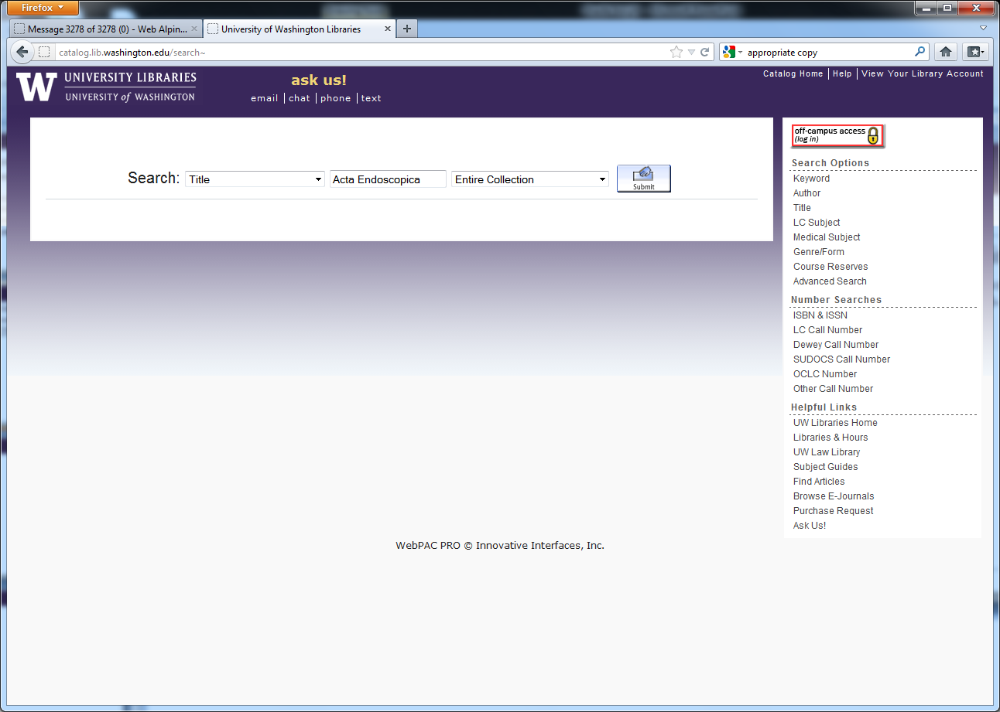 Firefox
Message 3278 of 3278 (0) - Web Alpin...
University of Washington Libraries
catalog.lib.washington.edu/search~
appropriate copy
W UNIVERSITY LIBRARIES
UNIVERSITY of WASHINGTON
ask us!
email | chat | phone | text
Catalog Home | Help | View Your Library Account
Search: Title Acta Endoscopica Entire Collection Submit
off-campus access
(log in)
Search Options
Keyword
Author
Title
LC Subject
Medical Subject
Genre/Form
Course Reserves
Advanced Search
Number Searches
ISBN & ISSN
LC Call Number
Dewey Call Number
SUDOCS Call Number
OCLC Number
Other Call Number
Helpful Links
UW Libraries Home
Libraries & Hours
UW Law Library
Subject Guides
Find Articles
Browse E-Journals
Purchase Request
Ask Us!
WebPAC PRO © Innovative Interfaces, Inc.